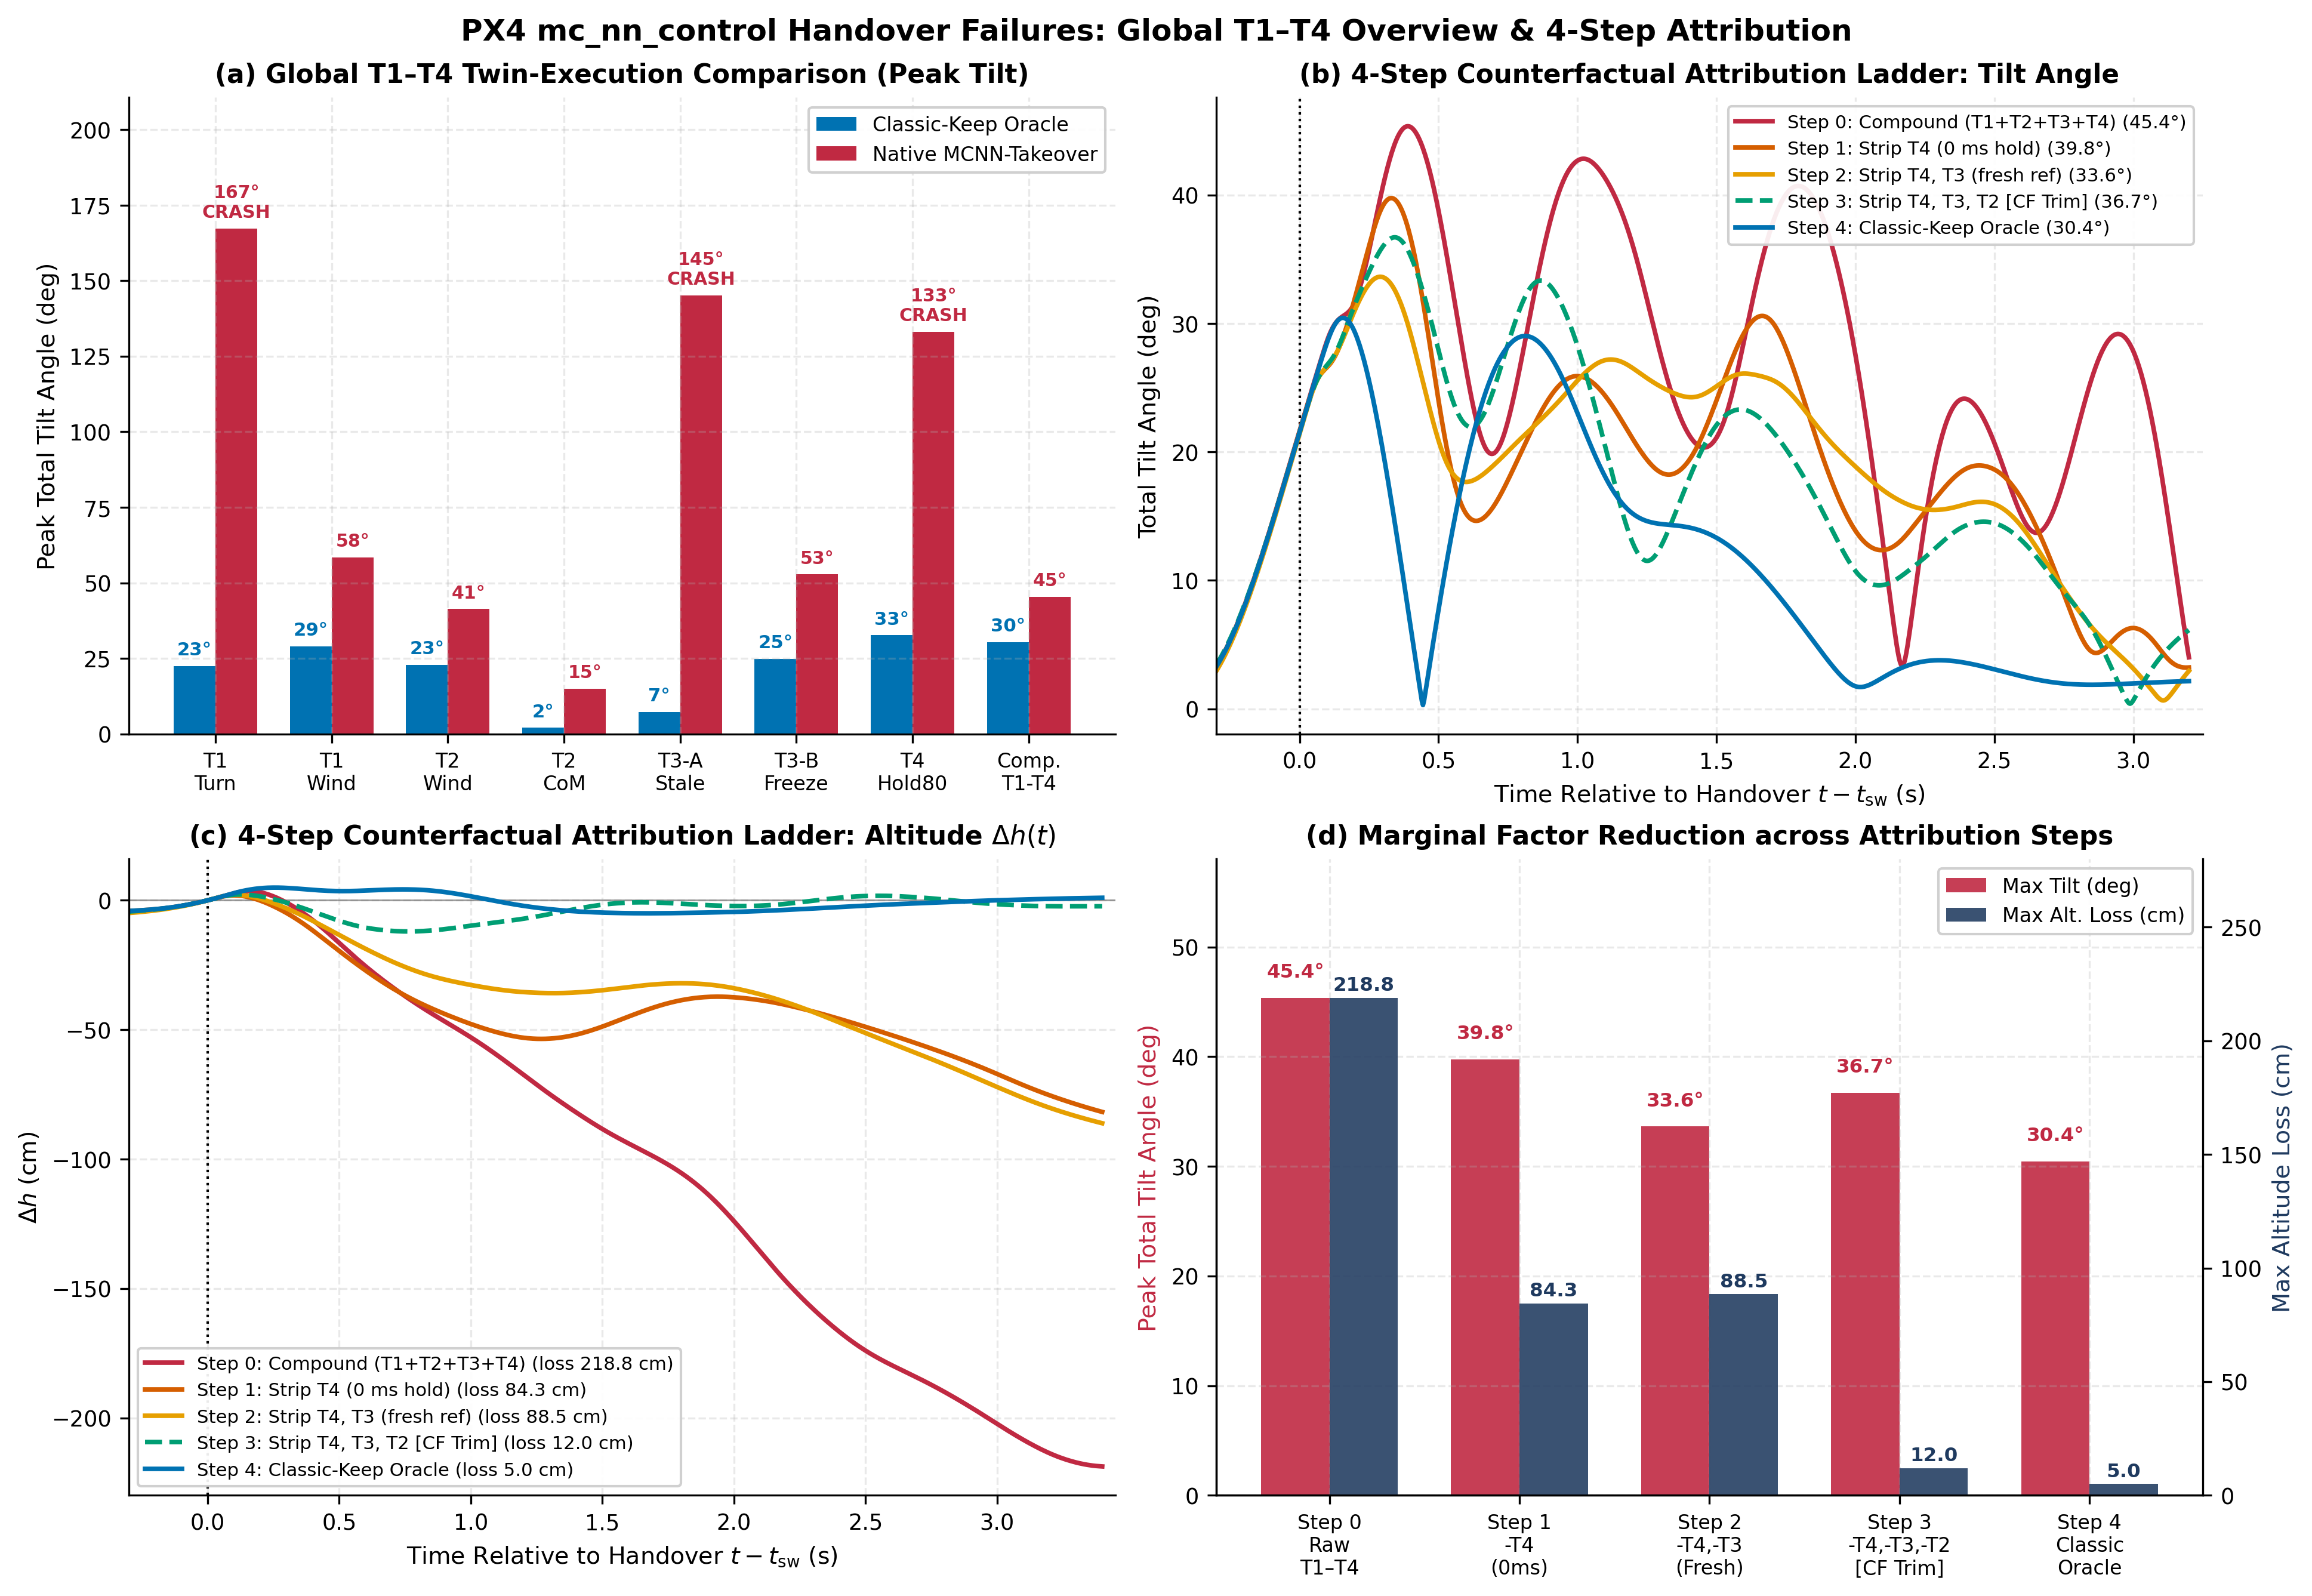 PX4 mc_nn_control Handover Failures: Global T1–T4 Overview & 4-Step Attribution
(a) Global T1–T4 Twin-Execution Comparison (Peak Tilt)
Peak Total Tilt Angle (deg)
200
175
150
125
100
75
50
25
0
Classic-Keep Oracle
Native MCNN-Takeover
23°
167°
CRASH
29°
58°
23°
41°
2°
15°
7°
145°
CRASH
25°
53°
33°
133°
CRASH
30°
45°
T1
Turn
T1
Wind
T2
Wind
T2
CoM
T3-A
Stale
T3-B
Freeze
T4
Hold80
Comp.
T1-T4
(b) 4-Step Counterfactual Attribution Ladder: Tilt Angle
Total Tilt Angle (deg)
40
30
20
10
0
Step 0: Compound (T1+T2+T3+T4) (45.4°)
Step 1: Strip T4 (0 ms hold) (39.8°)
Step 2: Strip T4, T3 (fresh ref) (33.6°)
Step 3: Strip T4, T3, T2 [CF Trim] (36.7°)
Step 4: Classic-Keep Oracle (30.4°)
0.0 0.5 1.0 1.5 2.0 2.5 3.0
Time Relative to Handover t − t_sw (s)
(c) 4-Step Counterfactual Attribution Ladder: Altitude Δh(t)
Δh (cm)
0
−50
−100
−150
−200
Step 0: Compound (T1+T2+T3+T4) (loss 218.8 cm)
Step 1: Strip T4 (0 ms hold) (loss 84.3 cm)
Step 2: Strip T4, T3 (fresh ref) (loss 88.5 cm)
Step 3: Strip T4, T3, T2 [CF Trim] (loss 12.0 cm)
Step 4: Classic-Keep Oracle (loss 5.0 cm)
0.0 0.5 1.0 1.5 2.0 2.5 3.0
Time Relative to Handover t − t_sw (s)
(d) Marginal Factor Reduction across Attribution Steps
Peak Total Tilt Angle (deg)
50
40
30
20
10
0
Max Tilt (deg)
Max Alt. Loss (cm)
45.4°
218.8
39.8°
84.3
33.6°
88.5
36.7°
12.0
30.4°
5.0
250
200
150
100
50
0
Max Altitude Loss (cm)
Step 0
Raw
T1–T4
Step 1
-T4
(0ms)
Step 2
-T4,-T3
(Fresh)
Step 3
-T4,-T3,-T2
[CF Trim]
Step 4
Classic
Oracle